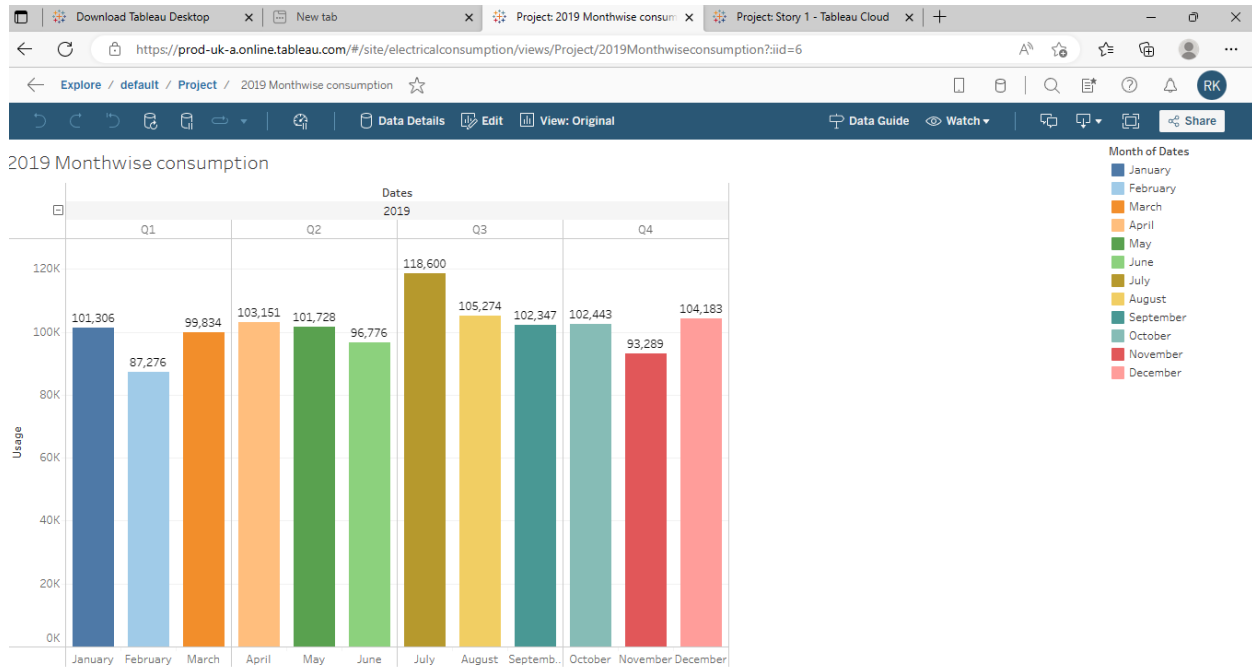 Download Tableau Desktop
New tab
Project: 2019 Monthwise consum
Project: Story 1 - Tableau Cloud
https://prod-uk-a.online.tableau.com/#/site/electricalconsumption/views/Project/2019Monthwiseconsumption?:iid=6
Explore / default / Project / 2019 Monthwise consumption
RK
Data Details
Edit
View: Original
Data Guide
Watch
Share
2019 Monthwise consumption
Dates
2019
Q1 Q2 Q3 Q4
Usage
120K
100K
80K
60K
40K
20K
0K
101,306
87,276
99,834
103,151
101,728
96,776
118,600
105,274
102,347
102,443
93,289
104,183
January February March April May June July August Septemb.. October November December
Month of Dates
January
February
March
April
May
June
July
August
September
October
November
December